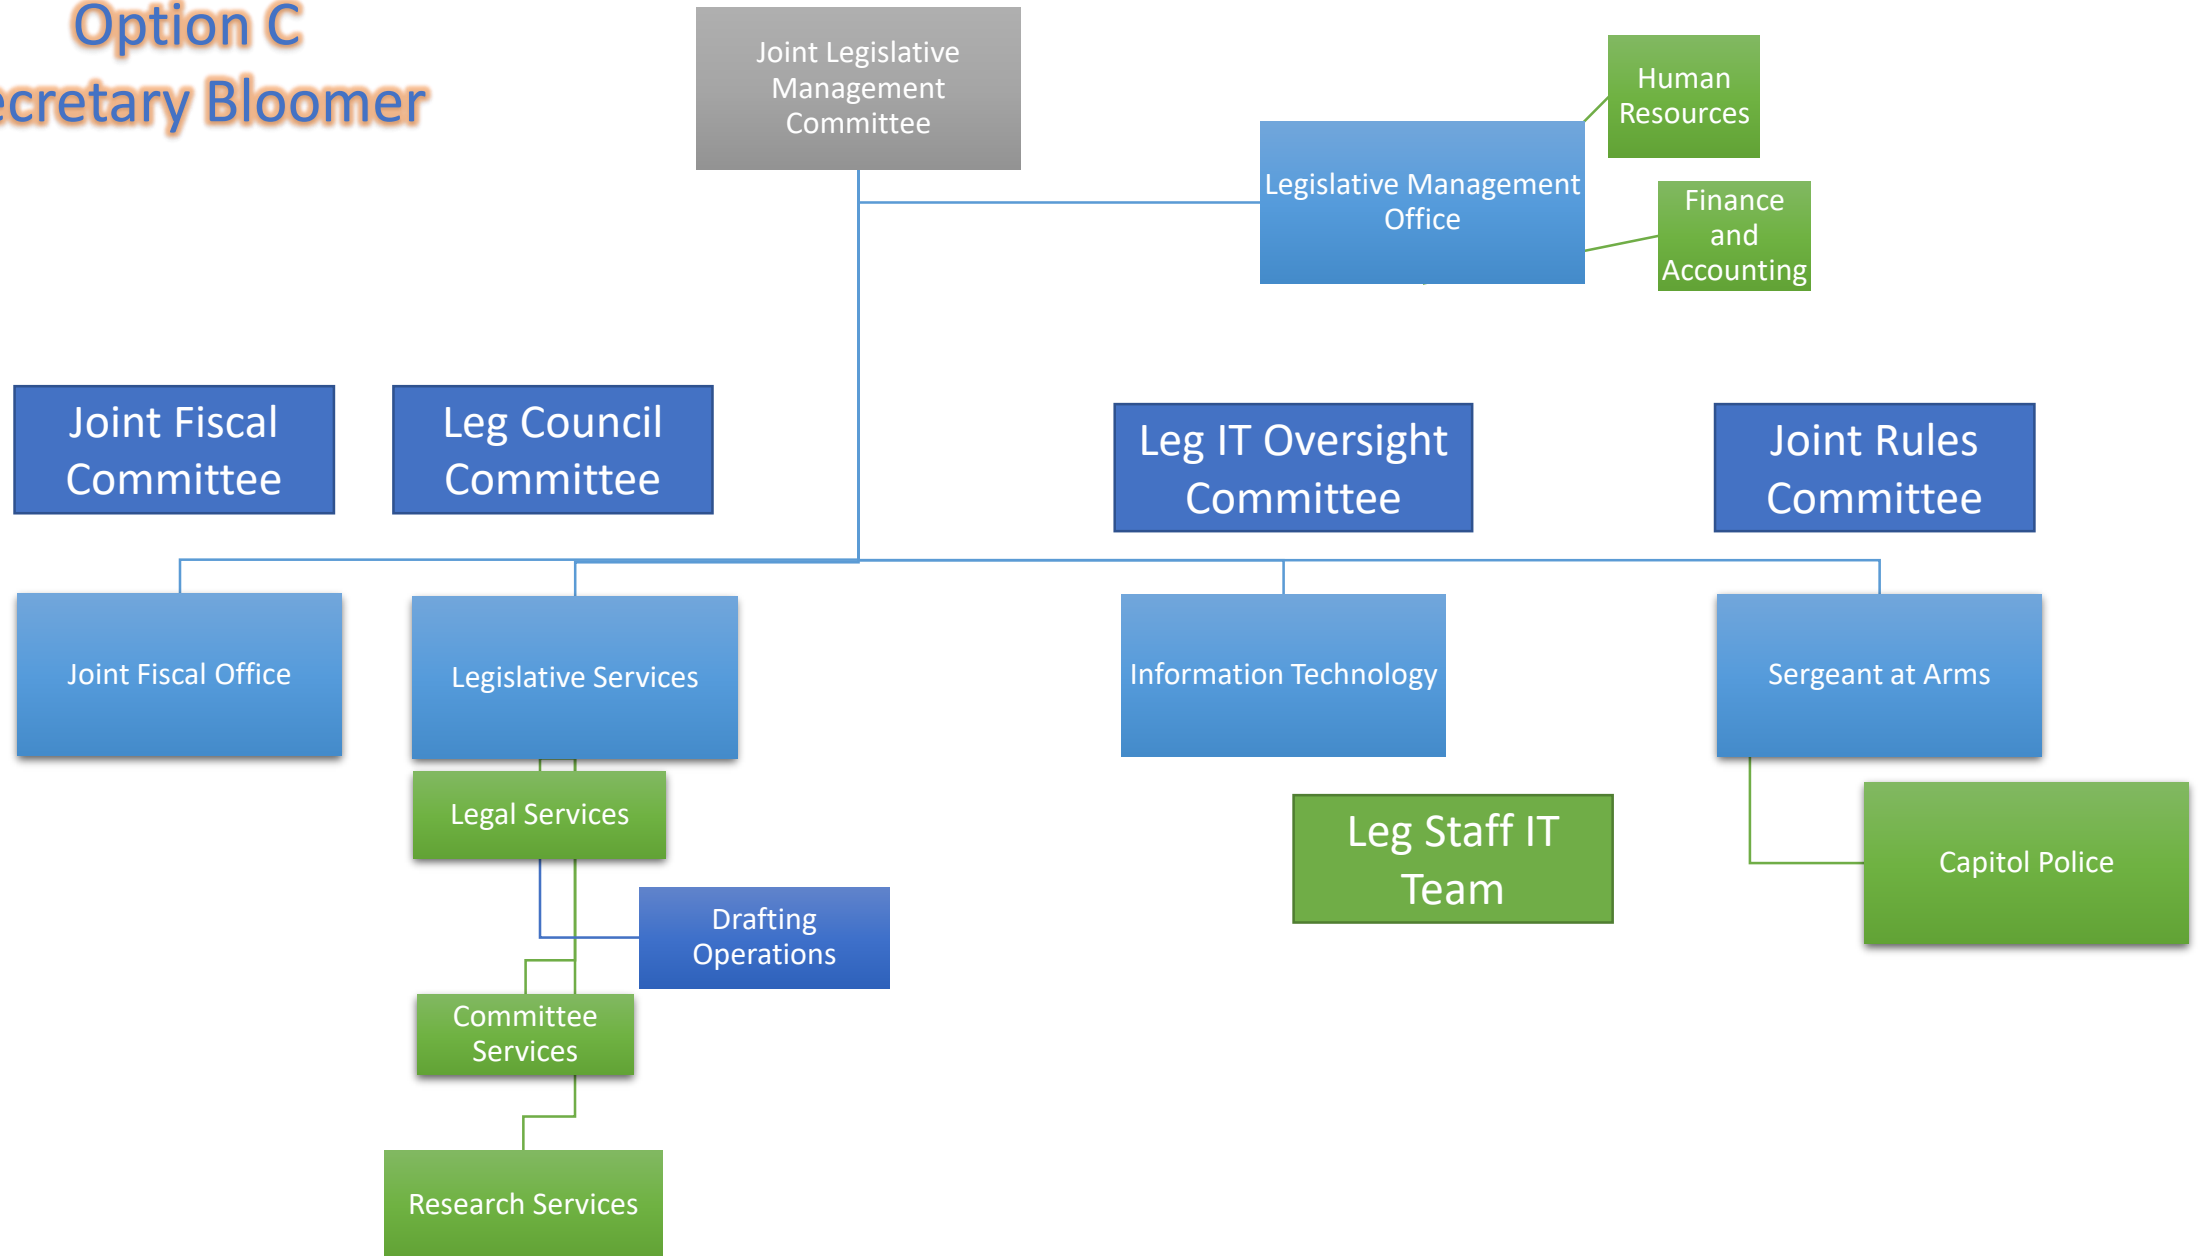 Option C
ecretary Bloomer
Joint Legislative
Management
Committee
Human
Resources
Legislative Management
Office
Finance
and
Accounting
Joint Fiscal
Committee
Leg Council
Committee
Leg IT Oversight
Committee
Joint Rules
Committee
Joint Fiscal Office
Legislative Services
Information Technology
Sergeant at Arms
Legal Services
Leg Staff IT
Team
Capitol Police
Drafting
Operations
Committee
Services
Research Services